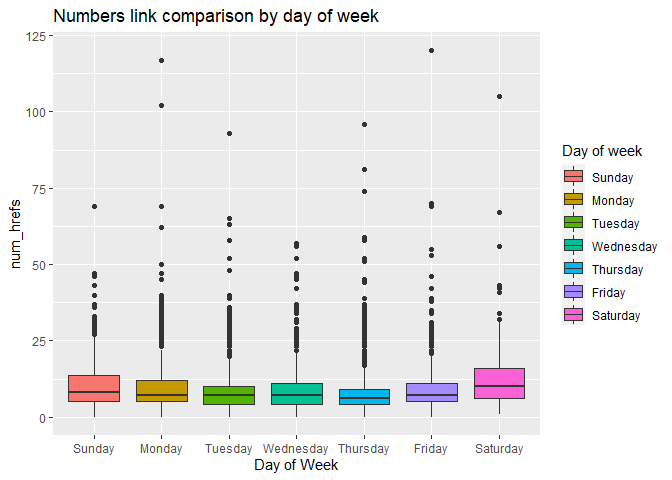 Numbers link comparison by day of week
125
100
75
50
25
0
num_hrefs
Sunday Monday Tuesday Wednesday Thursday Friday Saturday
Day of Week
Day of week
Sunday
Monday
Tuesday
Wednesday
Thursday
Friday
Saturday